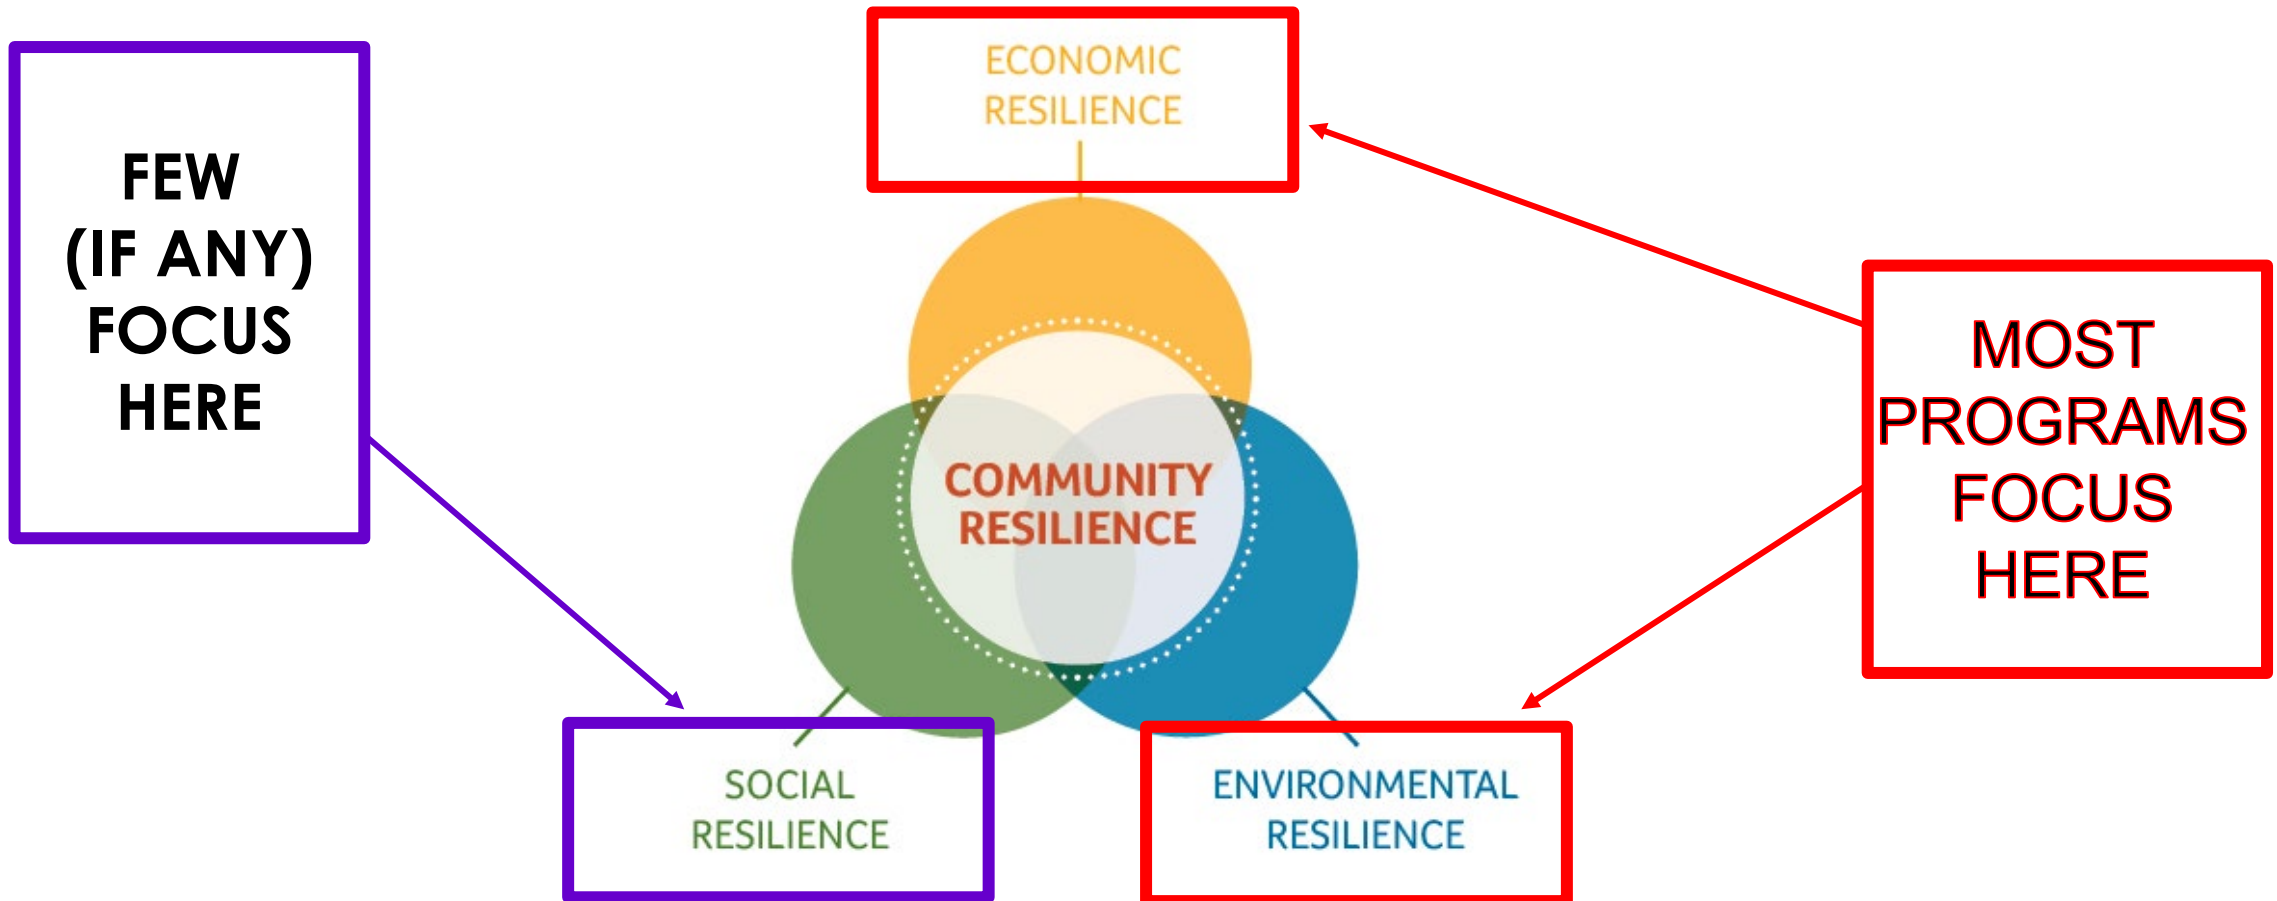 ECONOMIC
RESILIENCE
FEW
(IF ANY)
FOCUS
HERE
MOST
PROGRAMS
FOCUS
HERE
COMMUNITY
RESILIENCE
SOCIAL
RESILIENCE
ENVIRONMENTAL
RESILIENCE